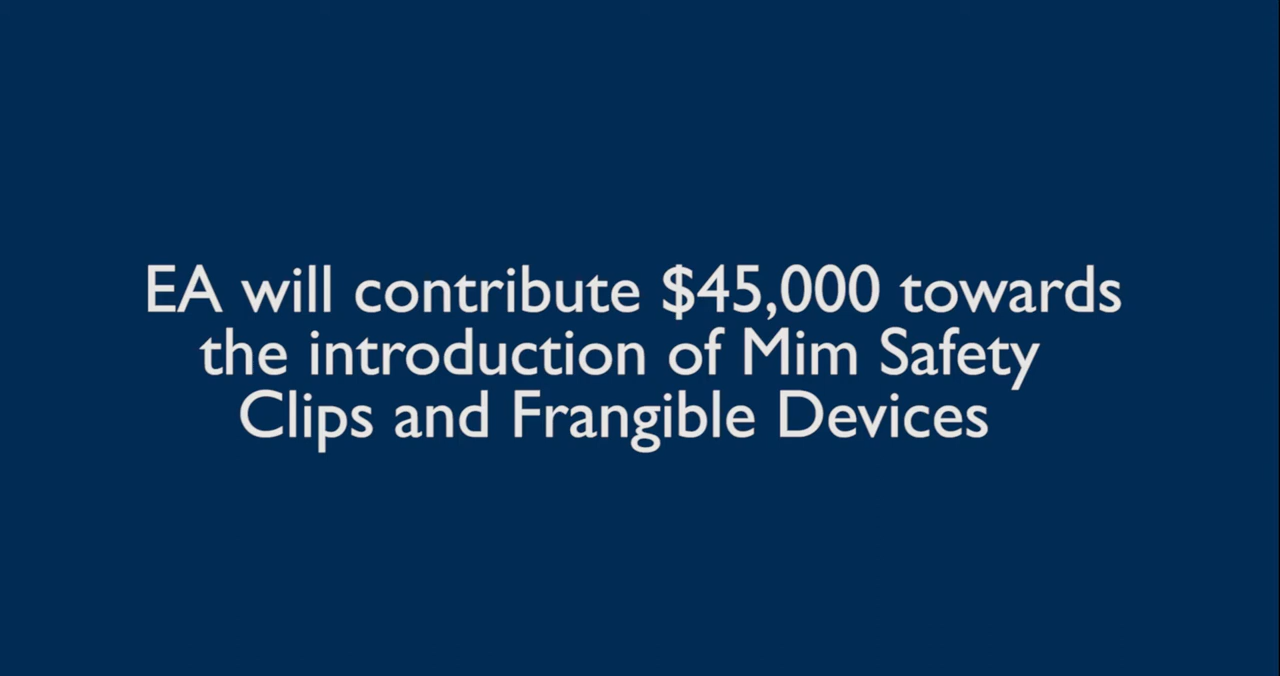 EA will contribute $45,000 towards
the introduction of Mim Safety
Clips and Frangible Devices